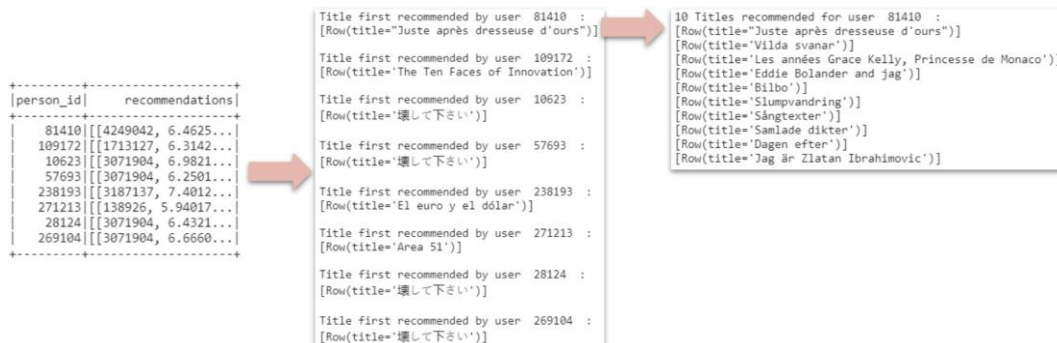 +---------+--------------------+
|person_id|     recommendations|
+---------+--------------------+
|    81410|[[4249042, 6.4625...|
|   109172|[[1713127, 6.3142...|
|    10623|[[3071904, 6.9821...|
|    57693|[[3071904, 6.2501...|
|   238193|[[3187137, 7.4012...|
|   271213|[[138926, 5.94017...|
|    28124|[[3071904, 6.4321...|
|   269104|[[3071904, 6.6660...|
+---------+--------------------+
Title first recommended by user  81410  :
[Row(title="Juste après dresseuse d'ours")]
Title first recommended by user  109172  :
[Row(title='The Ten Faces of Innovation')]
Title first recommended by user  10623  :
[Row(title='壊して下さい')]
Title first recommended by user  57693  :
[Row(title='壊して下さい')]
Title first recommended by user  238193  :
[Row(title='El euro y el dólar')]
Title first recommended by user  271213  :
[Row(title='Area 51')]
Title first recommended by user  28124  :
[Row(title='壊して下さい')]
Title first recommended by user  269104  :
[Row(title='壊して下さい')]
10 Titles recommended for user  81410  :
[Row(title="Juste après dresseuse d'ours")]
[Row(title='Vilda svanar')]
[Row(title='Les années Grace Kelly, Princesse de Monaco')]
[Row(title='Eddie Bolander and jag')]
[Row(title='Bilbo')]
[Row(title='Slumpvandring')]
[Row(title='Sångtexter')]
[Row(title='Samlade dikter')]
[Row(title='Dagen efter')]
[Row(title='Jag är Zlatan Ibrahimovic')]